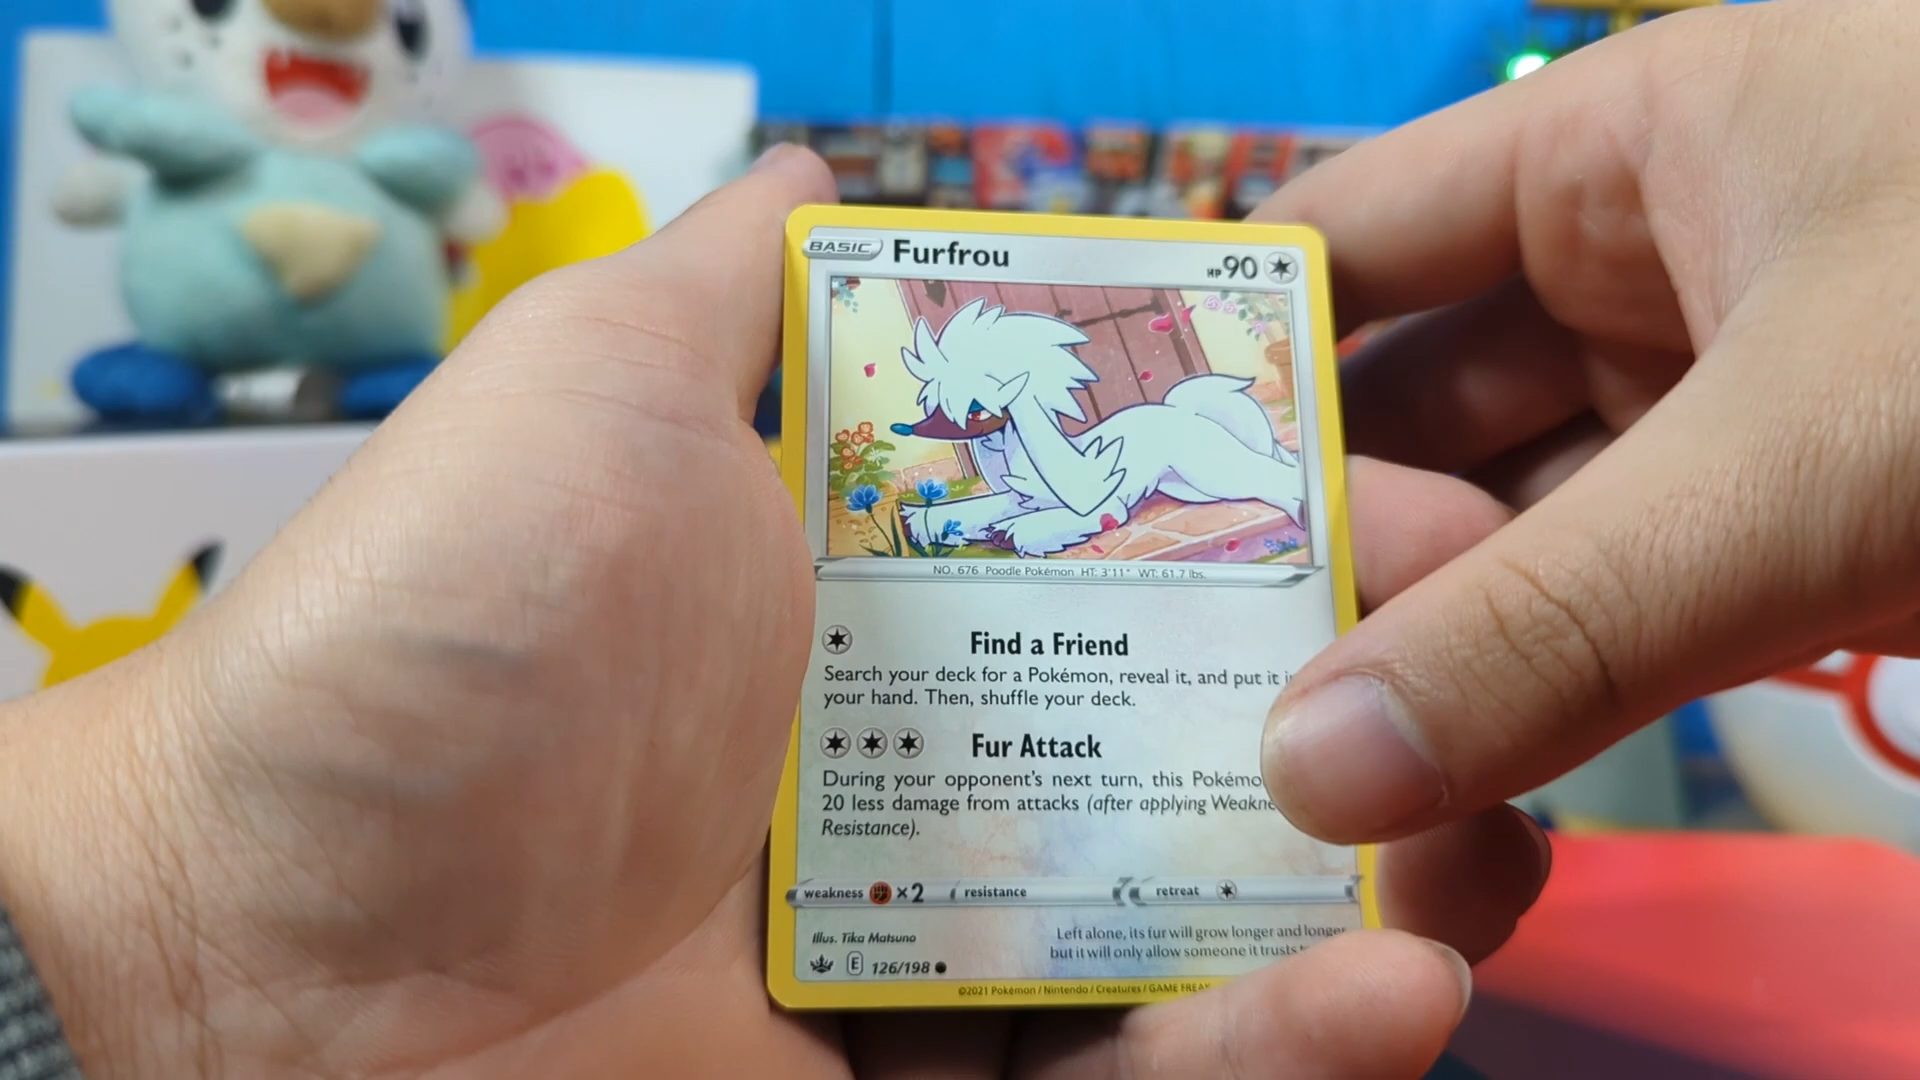 BASIC Furfrou HP 90
NO. 676 Poodle Pokémon HT: 3'11" WT: 61.7 lbs.
Find a Friend
Search your deck for a Pokémon, reveal it, and put it
your hand. Then, shuffle your deck.
Fur Attack
During your opponent's next turn, this
20 less damage from attacks (after applying
Resistance).
weakness ×2 resistance retreat
Illus. Tika Matsuno
Left alone, its fur will grow longer and longer
but it will only allow someone it trusts
E 126/198
©2021 Pokémon / Nintendo / Creatures / GAME FREAK